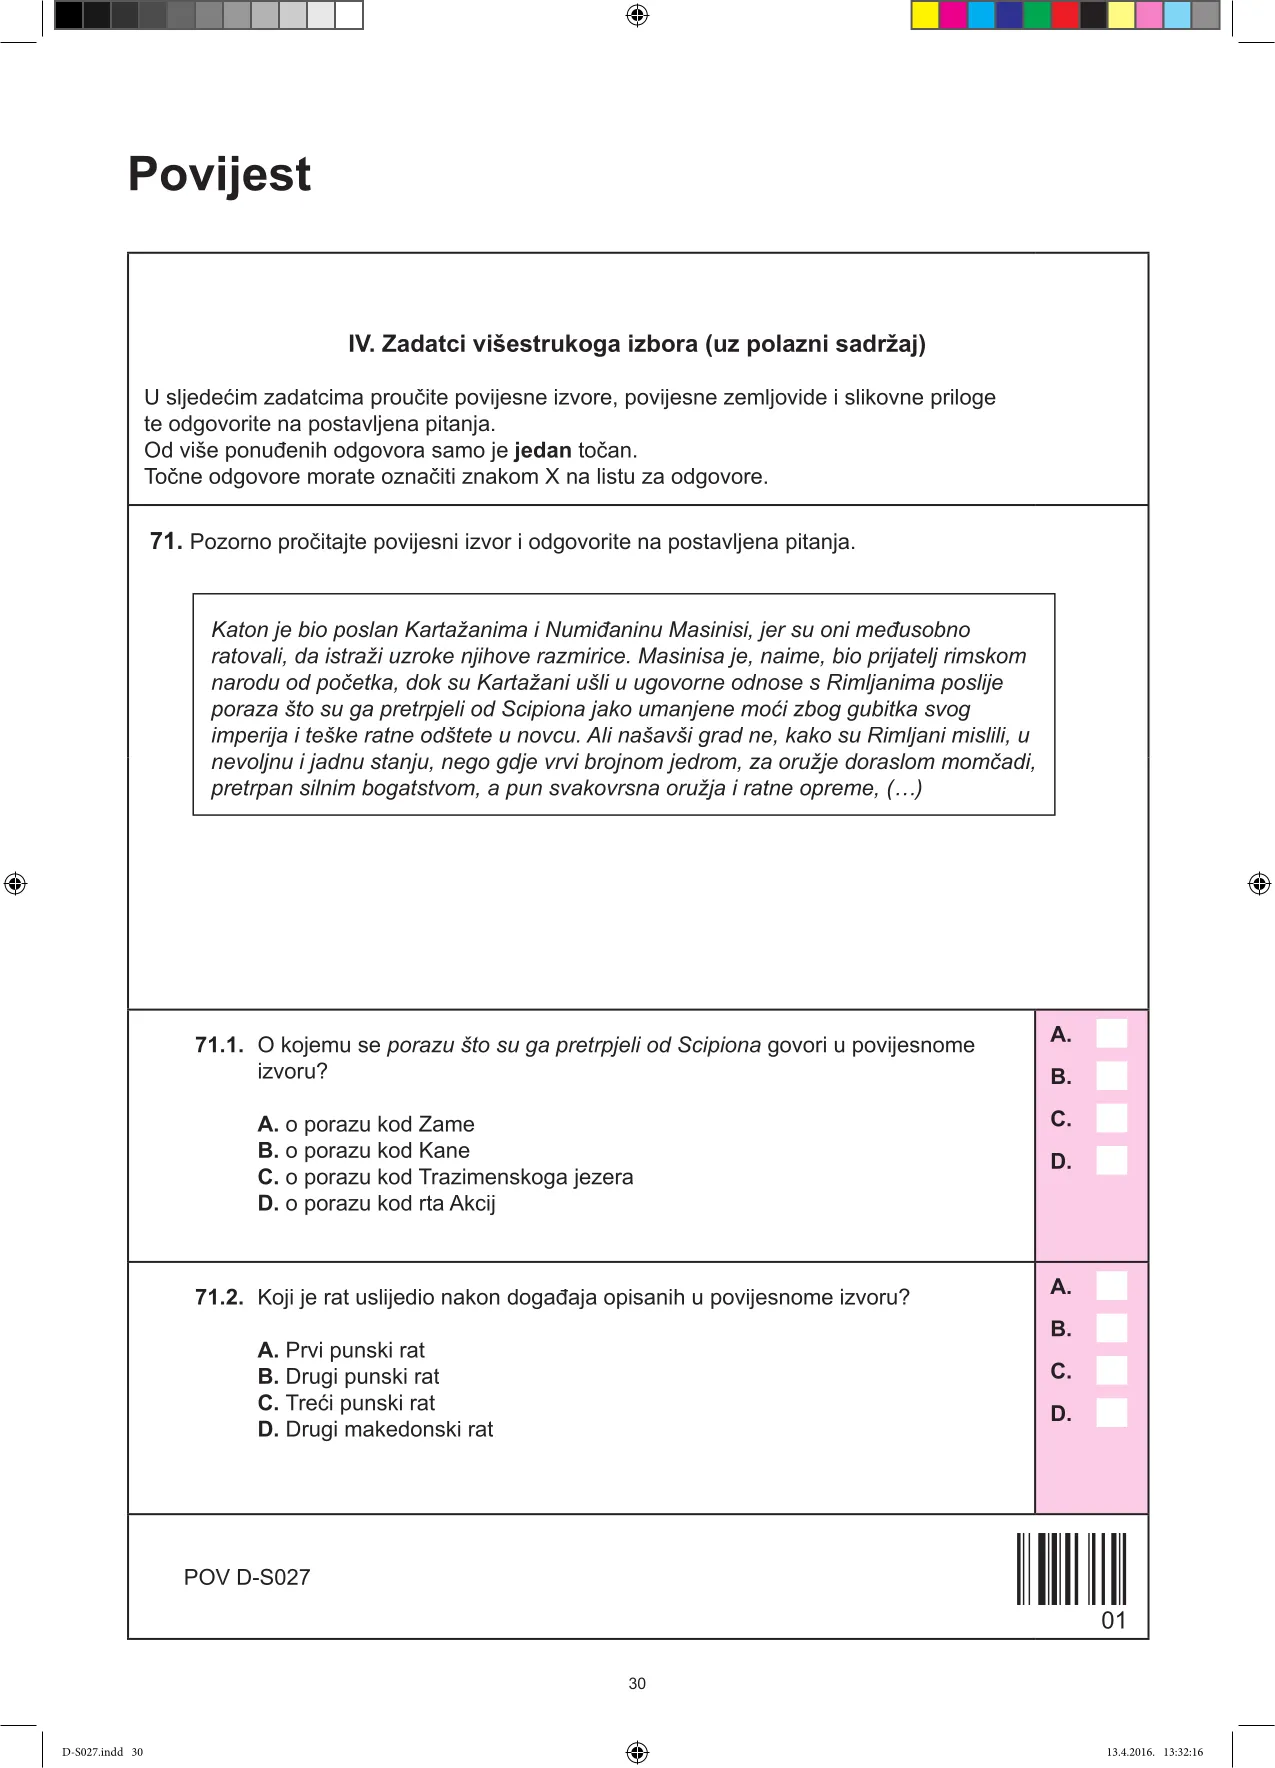 Povijest
IV. Zadatci višestrukoga izbora (uz polazni sadržaj)
U sljedećim zadatcima proučite povijesne izvore, povijesne zemljovide i slikovne priloge
te odgovorite na postavljena pitanja.
Od više ponuđenih odgovora samo je jedan točan.
Točne odgovore morate označiti znakom X na listu za odgovore.
71. Pozorno pročitajte povijesni izvor i odgovorite na postavljena pitanja.
Katon je bio poslan Kartažanima i Numiđaninu Masinisi, jer su oni međusobno
ratovali, da istraži uzroke njihove razmirice. Masinisa je, naime, bio prijatelj rimskom
narodu od početka, dok su Kartažani ušli u ugovorne odnose s Rimljanima poslije
poraza što su ga pretrpjeli od Scipiona jako umanjene moći zbog gubitka svog
imperija i teške ratne odštete u novcu. Ali našavši grad ne, kako su Rimljani mislili, u
nevoljnu i jadnu stanju, nego gdje vrvi brojnom jedrom, za oružje doraslom momčadi,
pretrpan silnim bogatstvom, a pun svakovrsna oružja i ratne opreme, (…)
71.1. O kojemu se porazu što su ga pretrpjeli od Scipiona govori u povijesnome
izvoru?
A. o porazu kod Zame
B. o porazu kod Kane
C. o porazu kod Trazimenskoga jezera
D. o porazu kod rta Akcij
A.
B.
C.
D.
71.2. Koji je rat uslijedio nakon događaja opisanih u povijesnome izvoru?
A. Prvi punski rat
B. Drugi punski rat
C. Treći punski rat
D. Drugi makedonski rat
A.
B.
C.
D.
POV D-S027
01
30
D-S027.indd 30
13.4.2016. 13:32:16